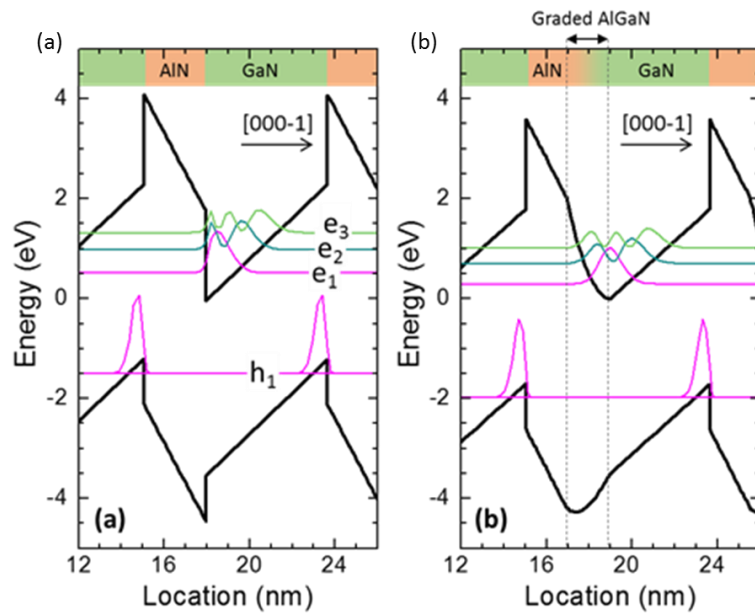 Graded AlGaN
(a)
(b)
AlN
GaN
AlN
GaN
[000-1]
[000-1]
4
2
0
-2
-4
Energy (eV)
e3
e2
e1
h1
(a)
12
16
20
24
Location (nm)
4
2
0
-2
-4
Energy (eV)
(b)
12
16
20
24
Location (nm)